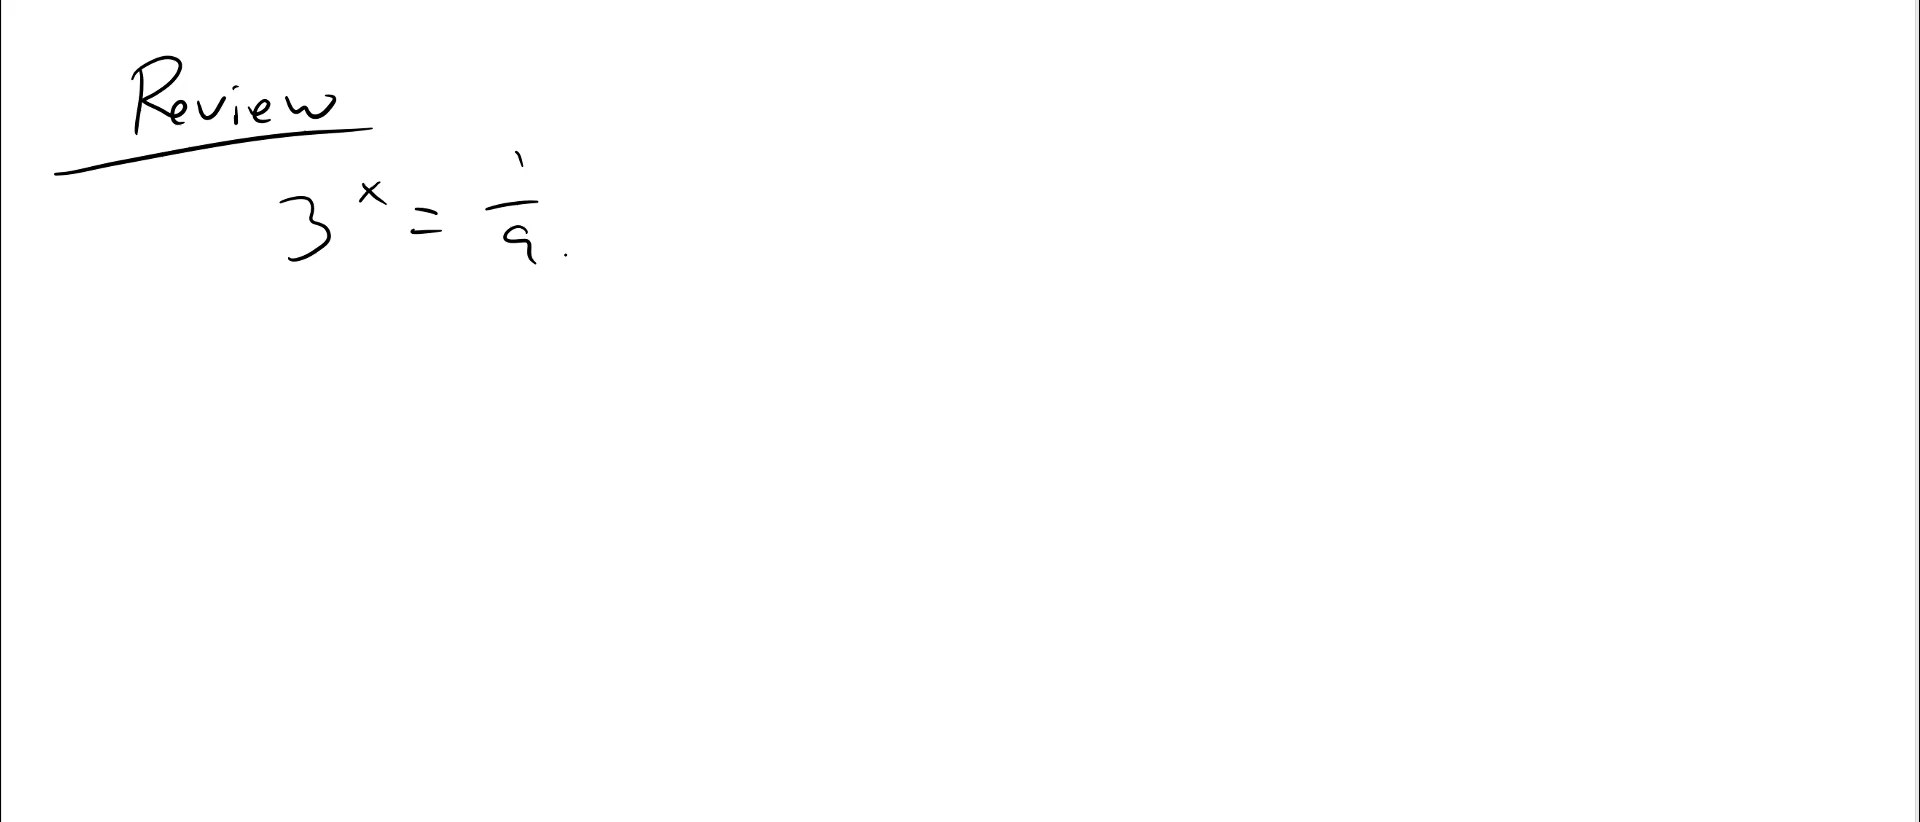 Review
3^x = 1/9.